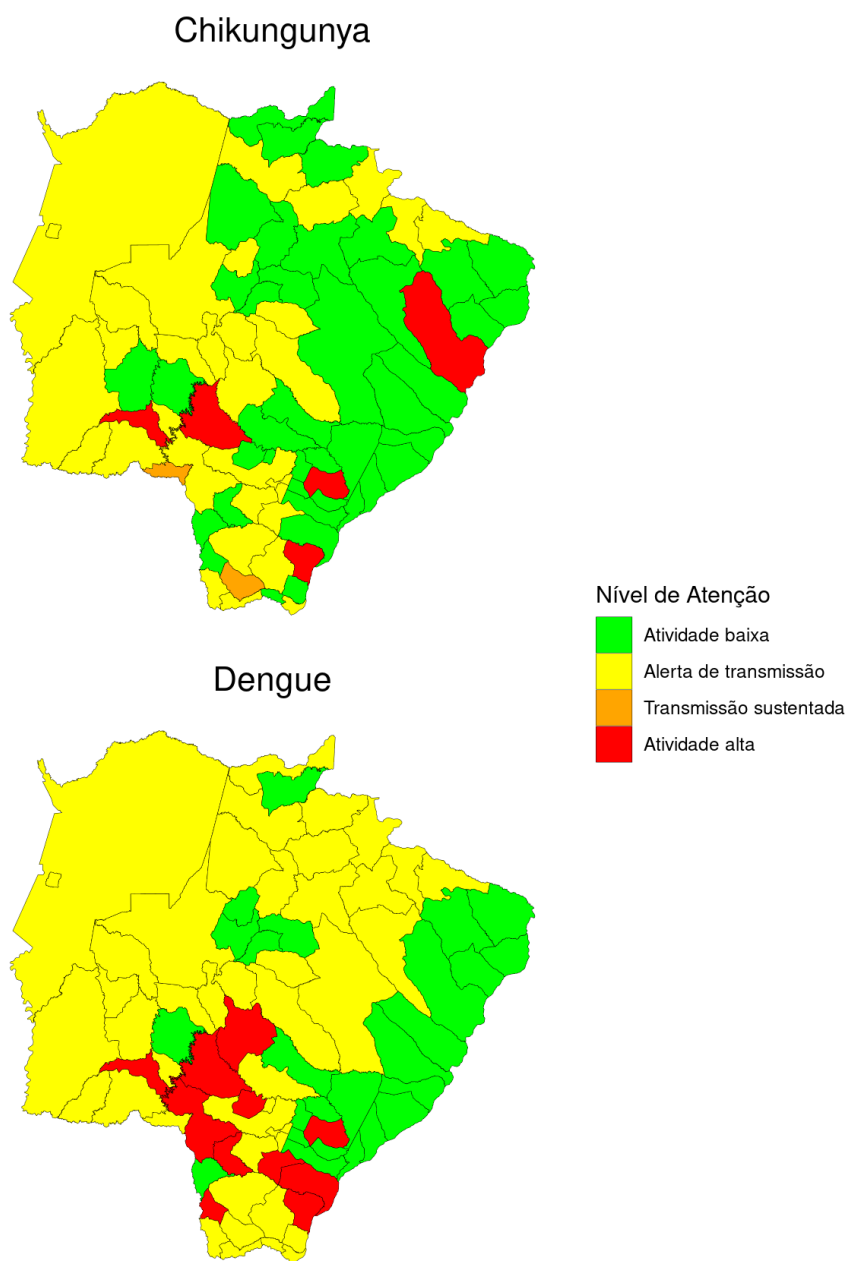 Chikungunya
Nível de Atenção
Atividade baixa
Alerta de transmissão
Transmissão sustentada
Atividade alta
Dengue